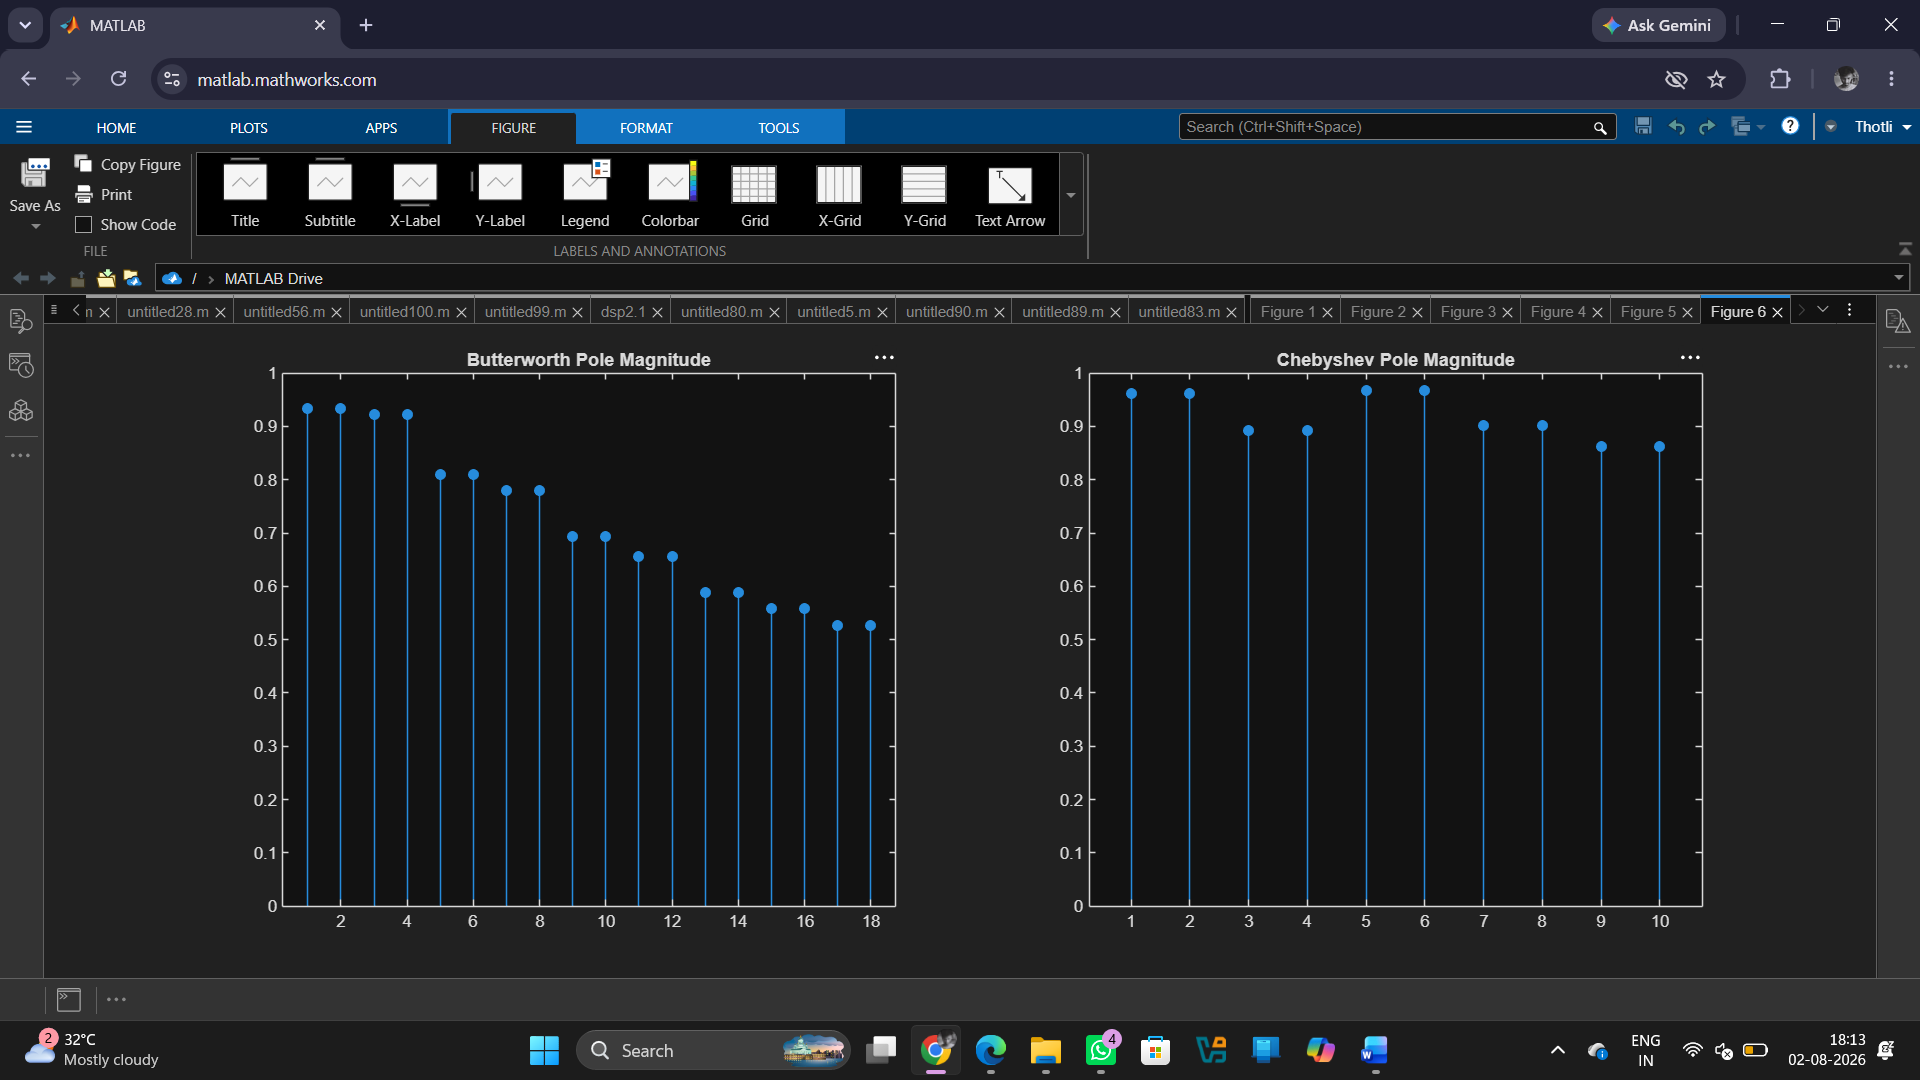 MATLAB
Ask Gemini
matlab.mathworks.com
HOME PLOTS APPS FIGURE FORMAT TOOLS
Search (Ctrl+Shift+Space)
Thotli
Save As
Copy Figure
Print
Show Code
FILE
Title Subtitle X-Label Y-Label Legend Colorbar Grid X-Grid Y-Grid Text Arrow
LABELS AND ANNOTATIONS
/ › MATLAB Drive
m untitled28.m untitled56.m untitled100.m untitled99.m dsp2.1 untitled80.m untitled5.m untitled90.m untitled89.m untitled83.m Figure 1 Figure 2 Figure 3 Figure 4 Figure 5 Figure 6
Butterworth Pole Magnitude
1
0.9
0.8
0.7
0.6
0.5
0.4
0.3
0.2
0.1
0
2 4 6 8 10 12 14 16 18
Chebyshev Pole Magnitude
1
0.9
0.8
0.7
0.6
0.5
0.4
0.3
0.2
0.1
0
1 2 3 4 5 6 7 8 9 10
2
32°C
Mostly cloudy
Search
4
ENG
IN
18:13
02-08-2026